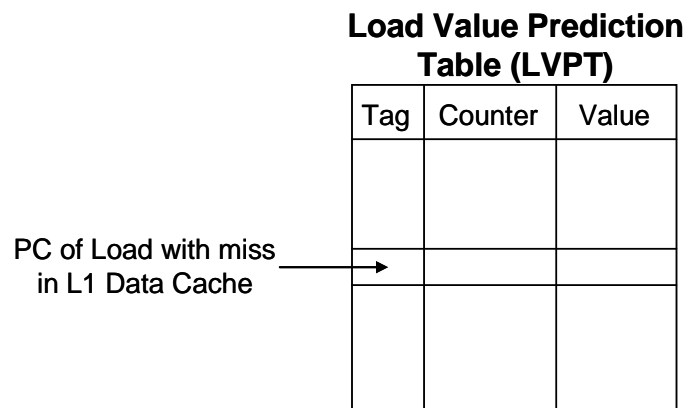 Load Value Prediction
Table (LVPT)
Tag Counter Value
PC of Load with miss
in L1 Data Cache